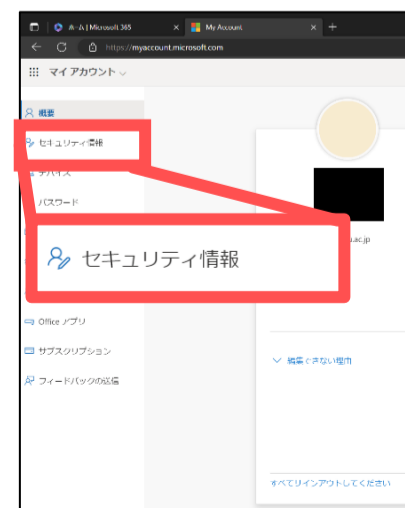 ホーム | Microsoft 365
My Account
https://myaccount.microsoft.com
マイ アカウント
概要
セキュリティ情報
デバイス
パスワード
セキュリティ情報
Office アプリ
サブスクリプション
フィードバックの送信
.ac.jp
編集できない理由
すべてサインアウトしてください